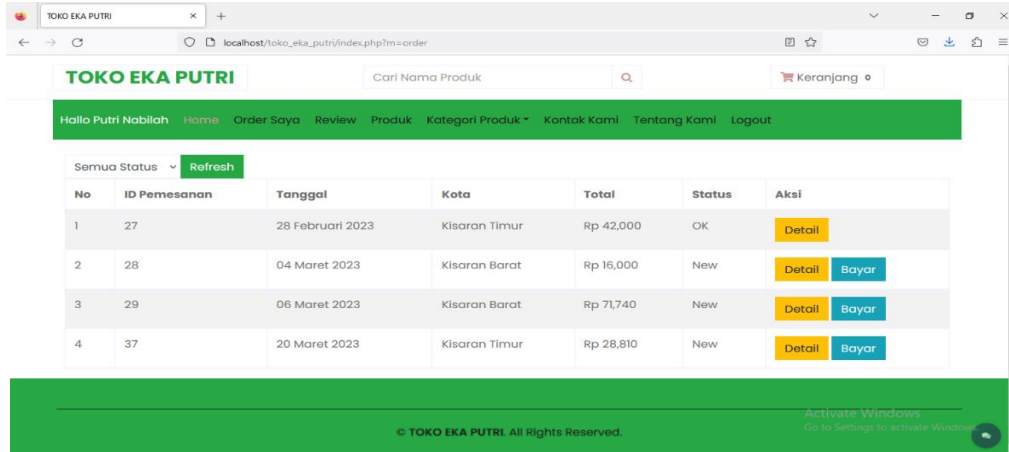 TOKO EKA PUTRI
localhost/toko_eka_putri/index.php?m=order
TOKO EKA PUTRI Cari Nama Produk Keranjang 0
Hallo Putri Nabilah Home Order Saya Review Produk Kategori Produk Kontak Kami Tentang Kami Logout
Semua Status Refresh
No ID Pemesanan Tanggal Kota Total Status Aksi
1 27 28 Februari 2023 Kisaran Timur Rp 42,000 OK Detail
2 28 04 Maret 2023 Kisaran Barat Rp 16,000 New Detail Bayar
3 29 06 Maret 2023 Kisaran Barat Rp 71,740 New Detail Bayar
4 37 20 Maret 2023 Kisaran Timur Rp 28,810 New Detail Bayar
Activate Windows
© TOKO EKA PUTRI. All Rights Reserved. Go to Settings to activate Windows.